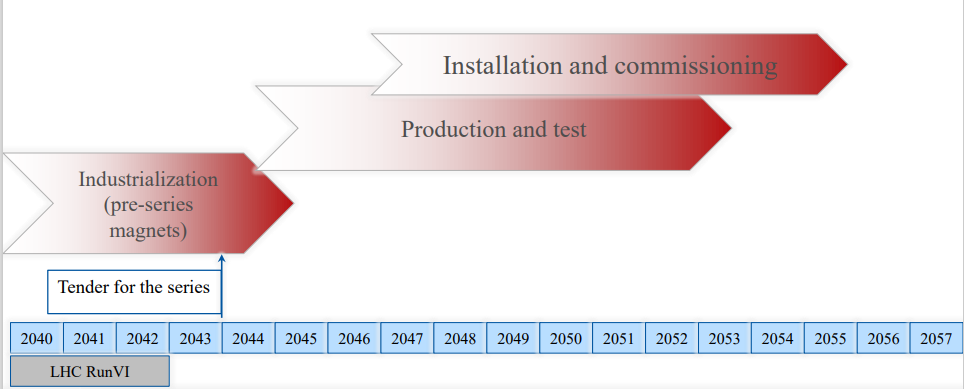 Installation and commissioning
Production and test
Industrialization
(pre-series
magnets)
Tender for the series
2040 2041 2042 2043 2044 2045 2046 2047 2048 2049 2050 2051 2052 2053 2054 2055 2056 2057
LHC RunVI